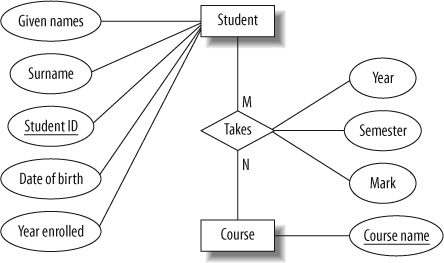 Given names
Student
Surname
Year
M
Student ID
Takes
Semester
N
Date of birth
Mark
Year enrolled
Course
Course name